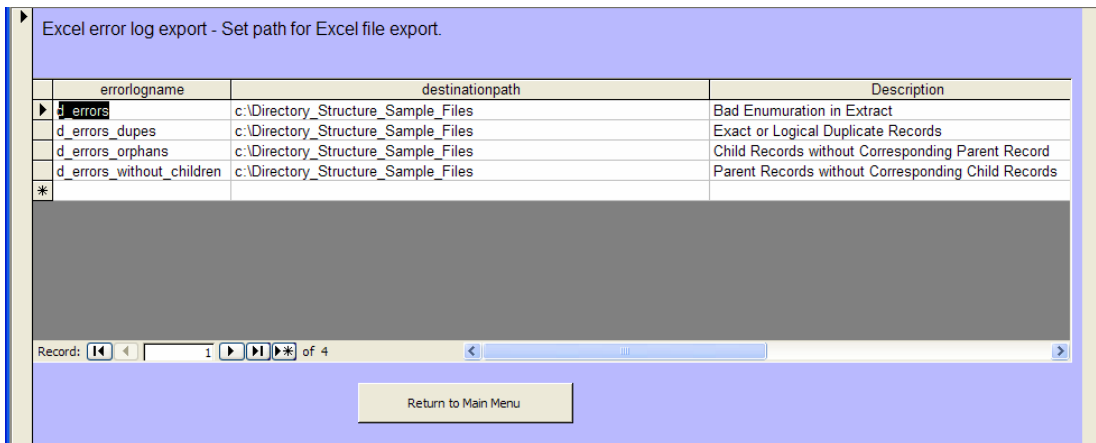 Excel error log export - Set path for Excel file export.
errorlogname destinationpath Description
d_errors c:\Directory_Structure_Sample_Files Bad Enumuration in Extract
d_errors_dupes c:\Directory_Structure_Sample_Files Exact or Logical Duplicate Records
d_errors_orphans c:\Directory_Structure_Sample_Files Child Records without Corresponding Parent Record
d_errors_without_children c:\Directory_Structure_Sample_Files Parent Records without Corresponding Child Records
Record: 1 of 4
Return to Main Menu